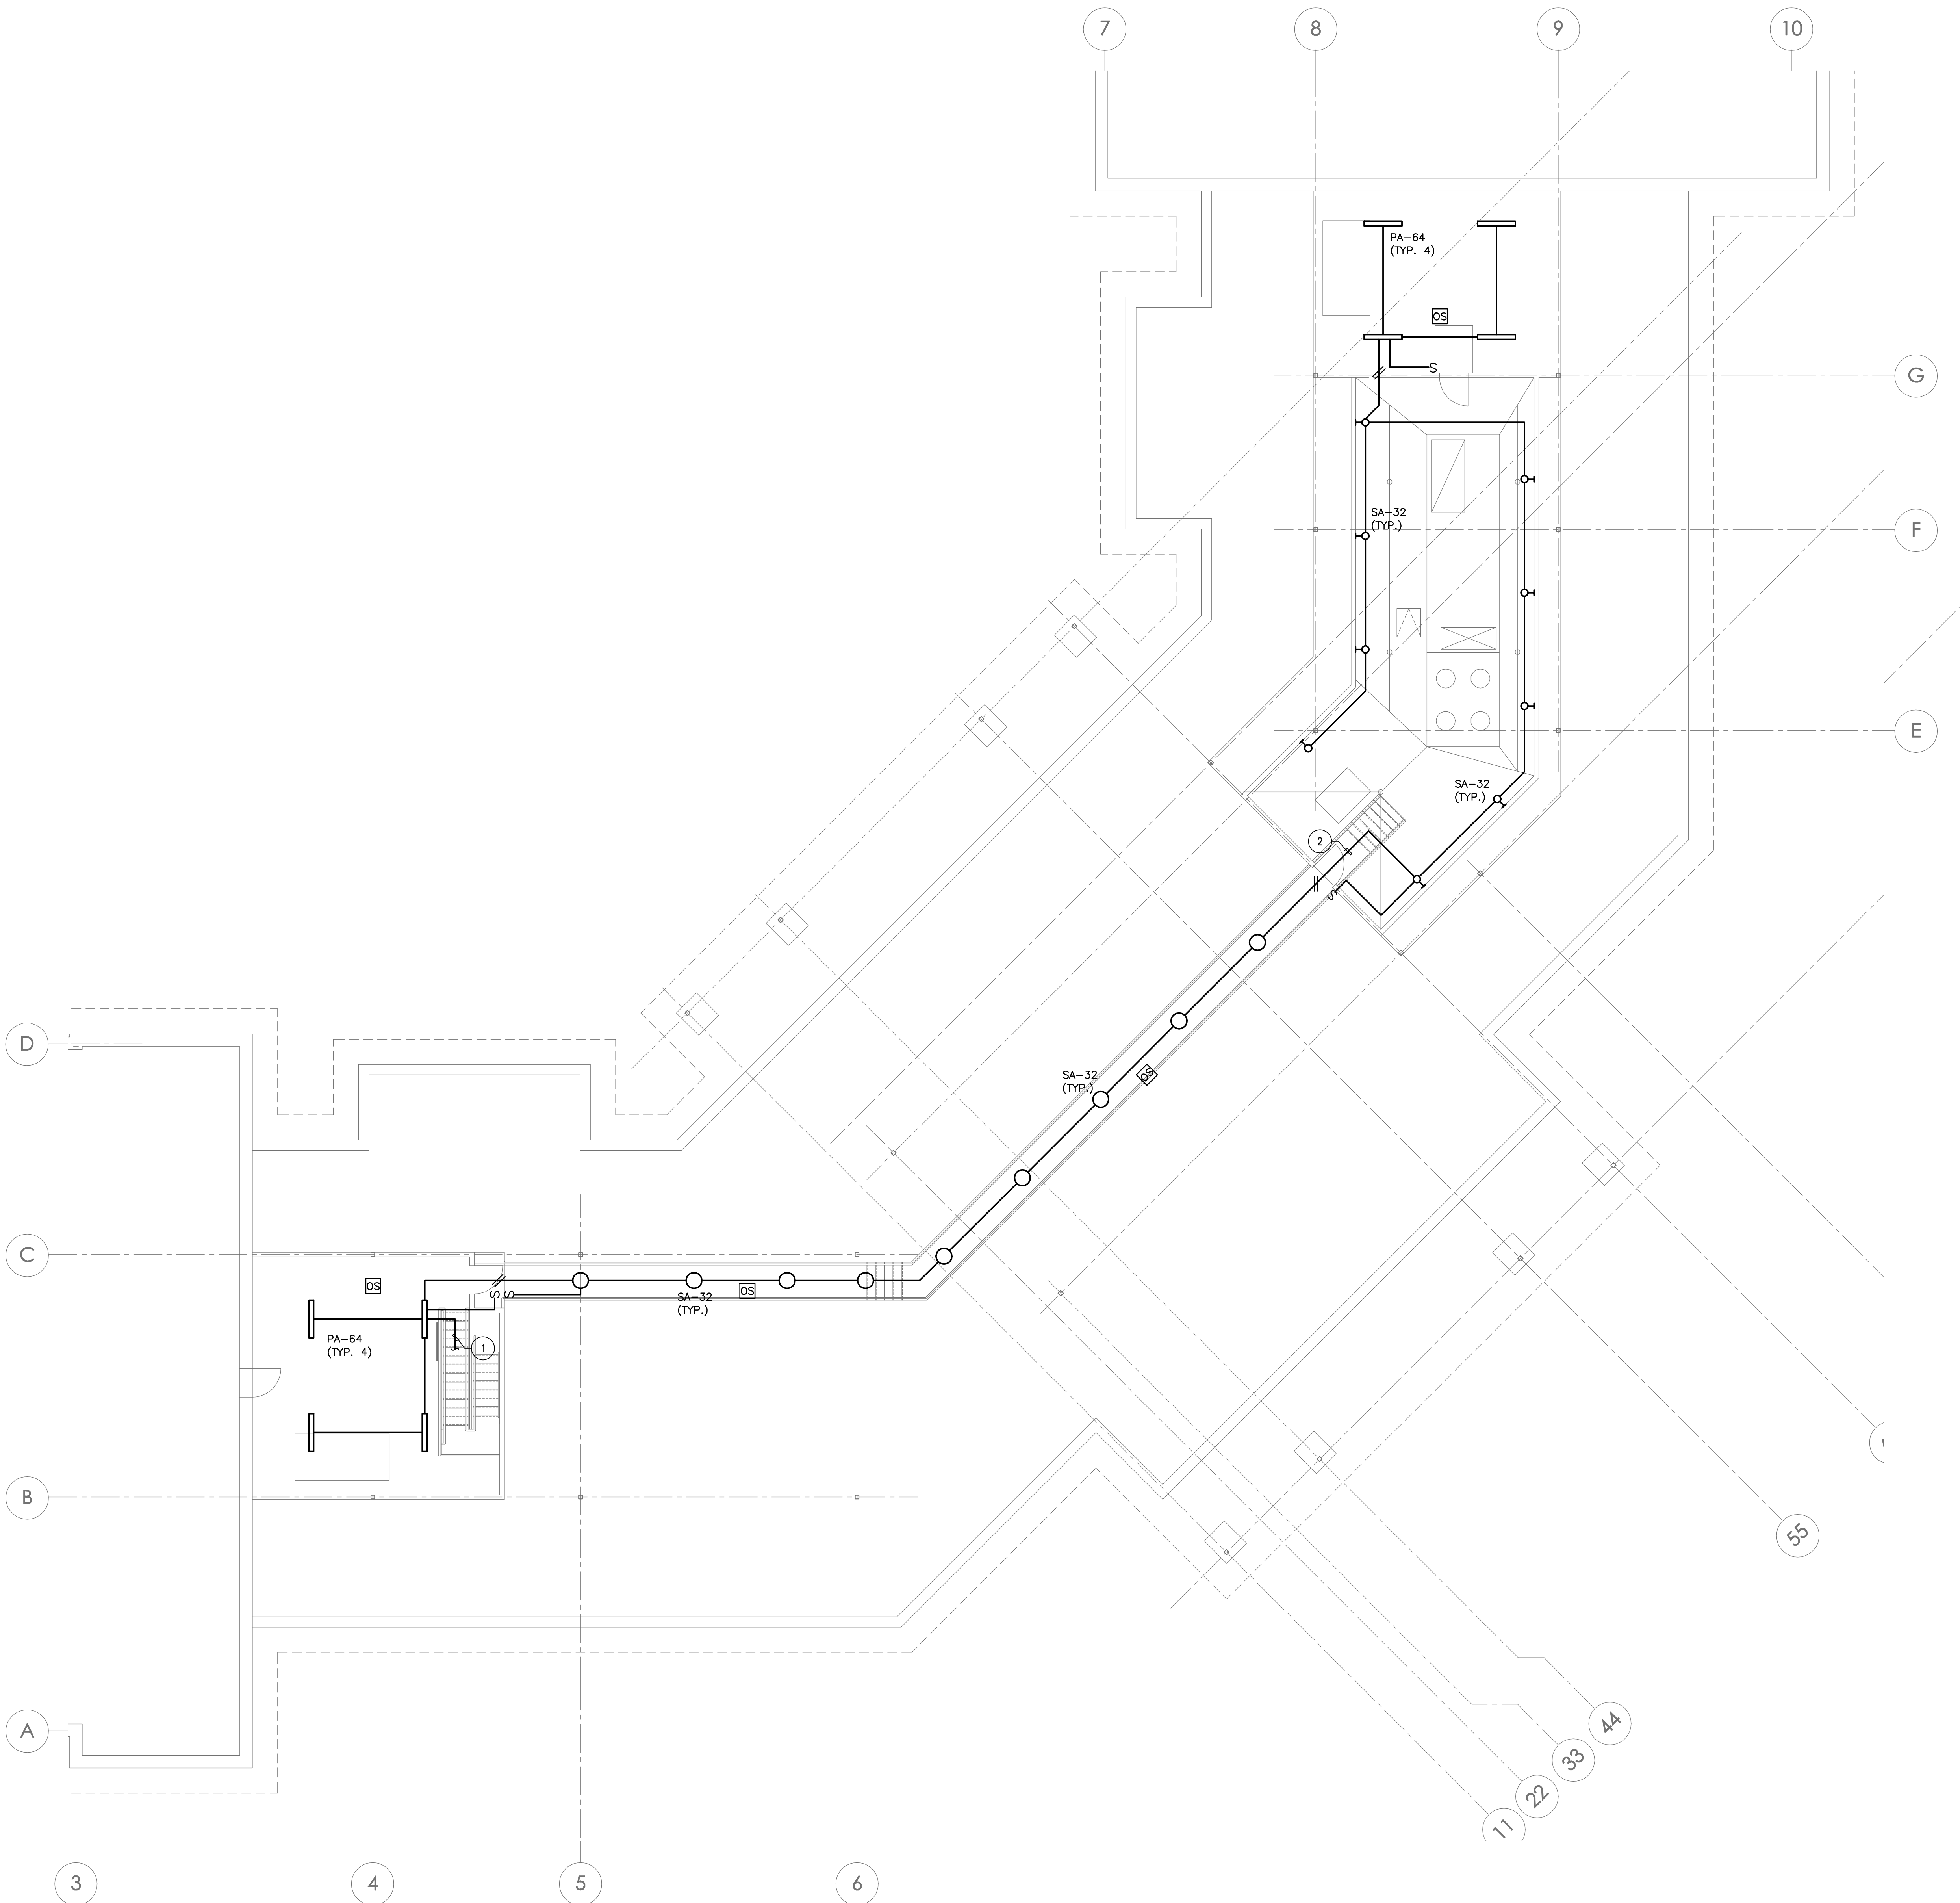 7
8
9
10
PA-64
(TYP. 4)
OS
S
G
SA-32
(TYP.)
F
E
SA-32
(TYP.)
2
S
D
SA-32
(TYP.)
OS
C
OS
S
S
OS
SA-32
(TYP.)
PA-64
(TYP. 4)
1
B
55
A
44
33
22
11
3
4
5
6